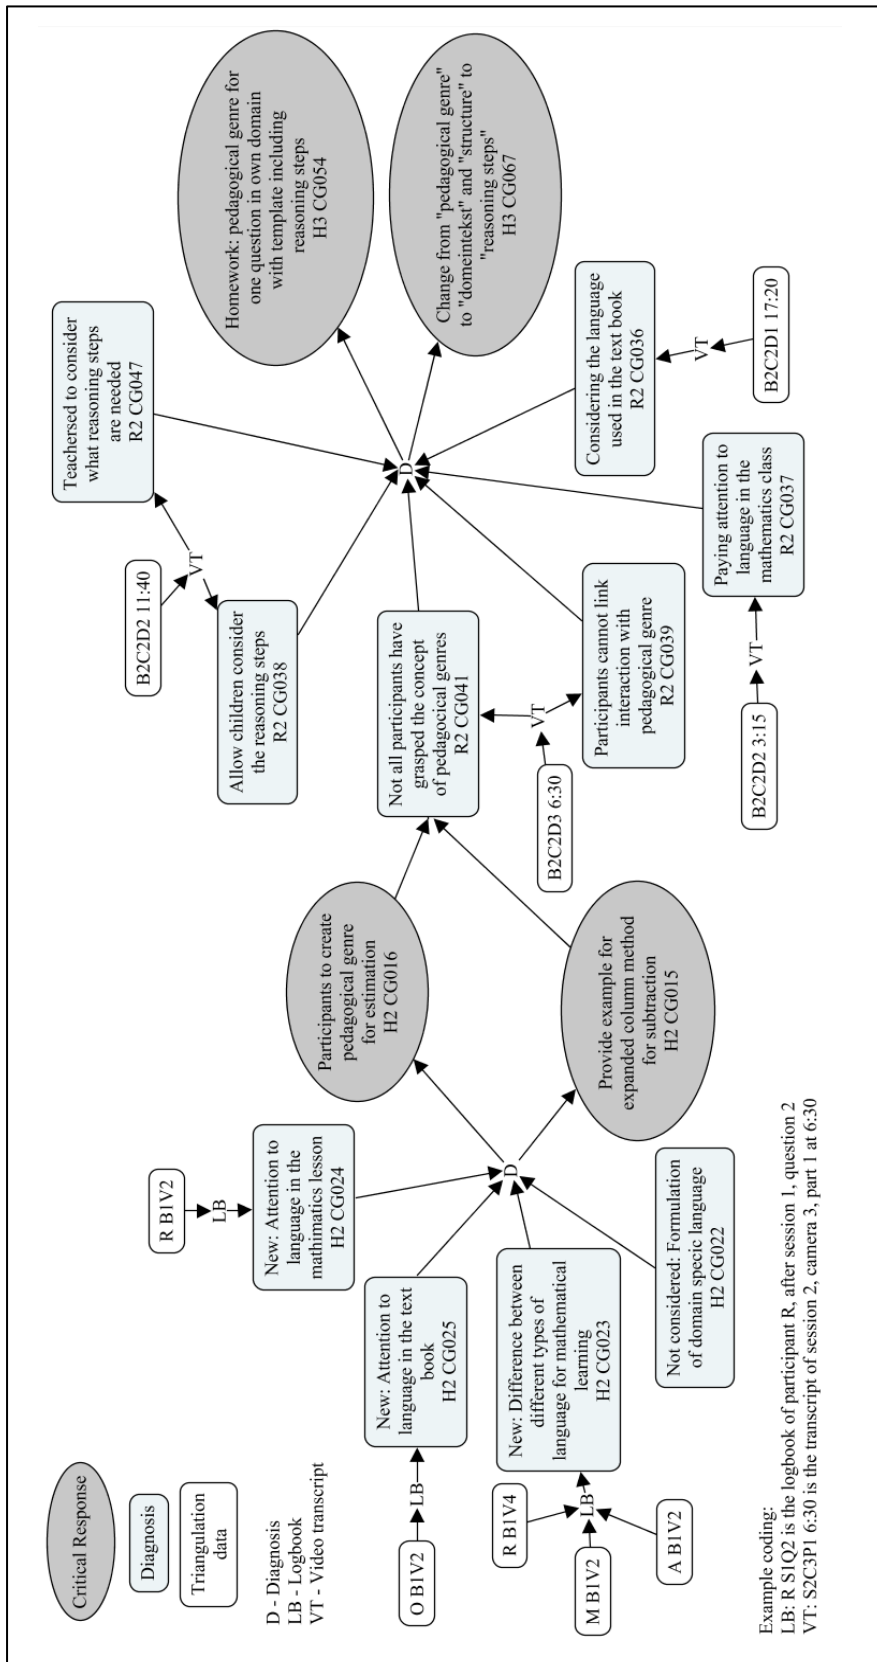 Critical Response
Diagnosis
Triangulation
data
D - Diagnosis
LB - Logbook
VT - Video transcript
R B1V2
LB
New: Attention to
language in the
mathimatics lesson
H2 CG024
O B1V2
LB
New: Attention to
language in the text
book
H2 CG025
R B1V4
M B1V2
A B1V2
LB
New: Difference between
different types of
language for mathematical
learning
H2 CG023
Not considered: Formulation
of domain specic language
H2 CG022
D
Participants to create
pedagogical genre
for estimation
H2 CG016
Provide example for
expanded column method
for subtraction
H2 CG015
B2C2D2 11:40
VT
Teachersed to consider
what reasoning steps
are needed
R2 CG047
Allow children consider
the reasoning steps
R2 CG038
Not all participants have
grasped the concept
of pedagocical genres
R2 CG041
B2C2D3 6:30
VT
Participants cannot link
interaction with
pedagogical genre
R2 CG039
B2C2D2 3:15
VT
Paying attention to
language in the
mathematics class
R2 CG037
B2C2D1 17:20
VT
Considering the language
used in the text book
R2 CG036
D
Homework: pedagogical genre for
one question in own domain
with template including
reasoning steps
H3 CG054
Change from "pedagogical genre"
to "domeintekst" and "structure" to
"reasoning steps"
H3 CG067
Example coding:
LB: R S1Q2 is the logbook of participant R, after session 1, question 2
VT: S2C3P1 6:30 is the transcript of session 2, camera 3, part 1 at 6:30